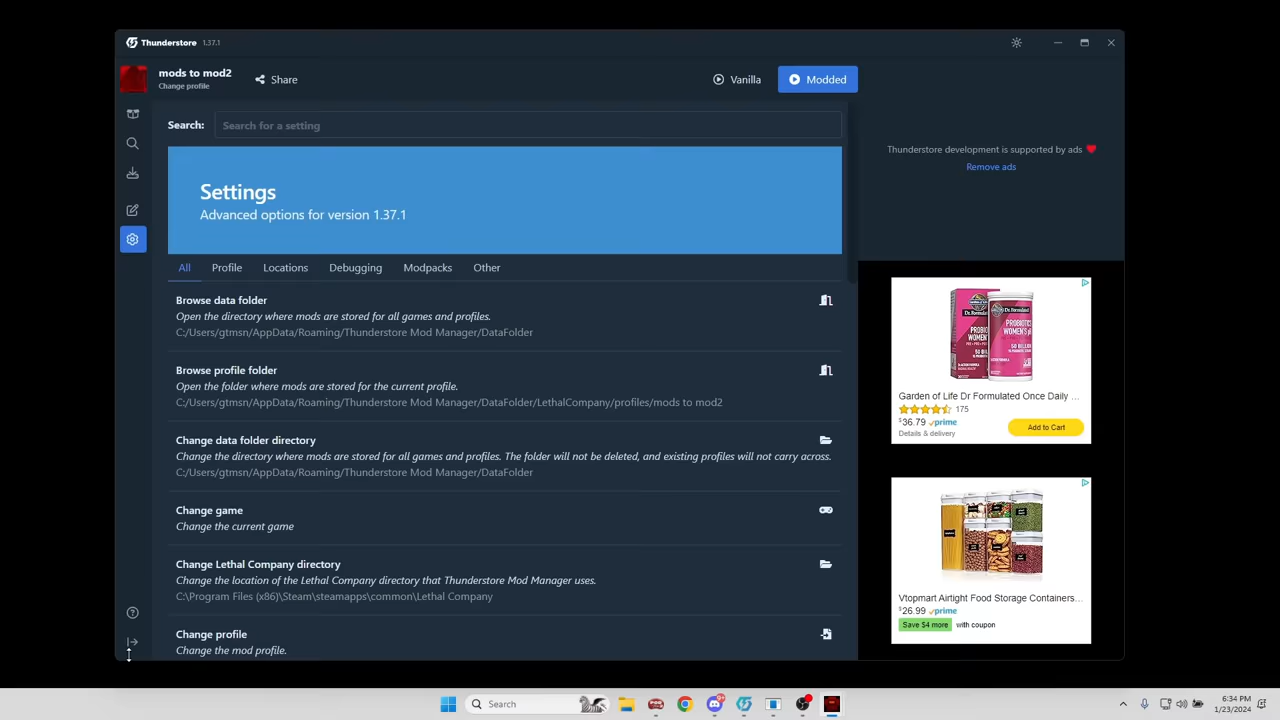 Thunderstore 1.37.1
mods to mod2
Change profile
Share
Vanilla
Modded
Search:
Search for a setting
Settings
Advanced options for version 1.37.1
All Profile Locations Debugging Modpacks Other
Browse data folder
Open the directory where mods are stored for all games and profiles.
C:/Users/gtmsn/AppData/Roaming/Thunderstore Mod Manager/DataFolder
Browse profile folder
Open the folder where mods are stored for the current profile.
C:/Users/gtmsn/AppData/Roaming/Thunderstore Mod Manager/DataFolder/LethalCompany/profiles/mods to mod2
Change data folder directory
Change the directory where mods are stored for all games and profiles. The folder will not be deleted, and existing profiles will not carry across.
C:/Users/gtmsn/AppData/Roaming/Thunderstore Mod Manager/DataFolder
Change game
Change the current game
Change Lethal Company directory
Change the location of the Lethal Company directory that Thunderstore Mod Manager uses.
C:\Program Files (x86)\Steam\steamapps\common\Lethal Company
Change profile
Change the mod profile.
Thunderstore development is supported by ads
Remove ads
Dr. Formulated
PROBIOTICS
WOMEN'S
Garden of Life Dr Formulated Once Daily ...
175
$36.79 prime
Details & delivery
Add to Cart
Vtopmart Airtight Food Storage Containers...
$26.99 prime
Save $4 more with coupon
Search
6:34 PM
1/23/2024